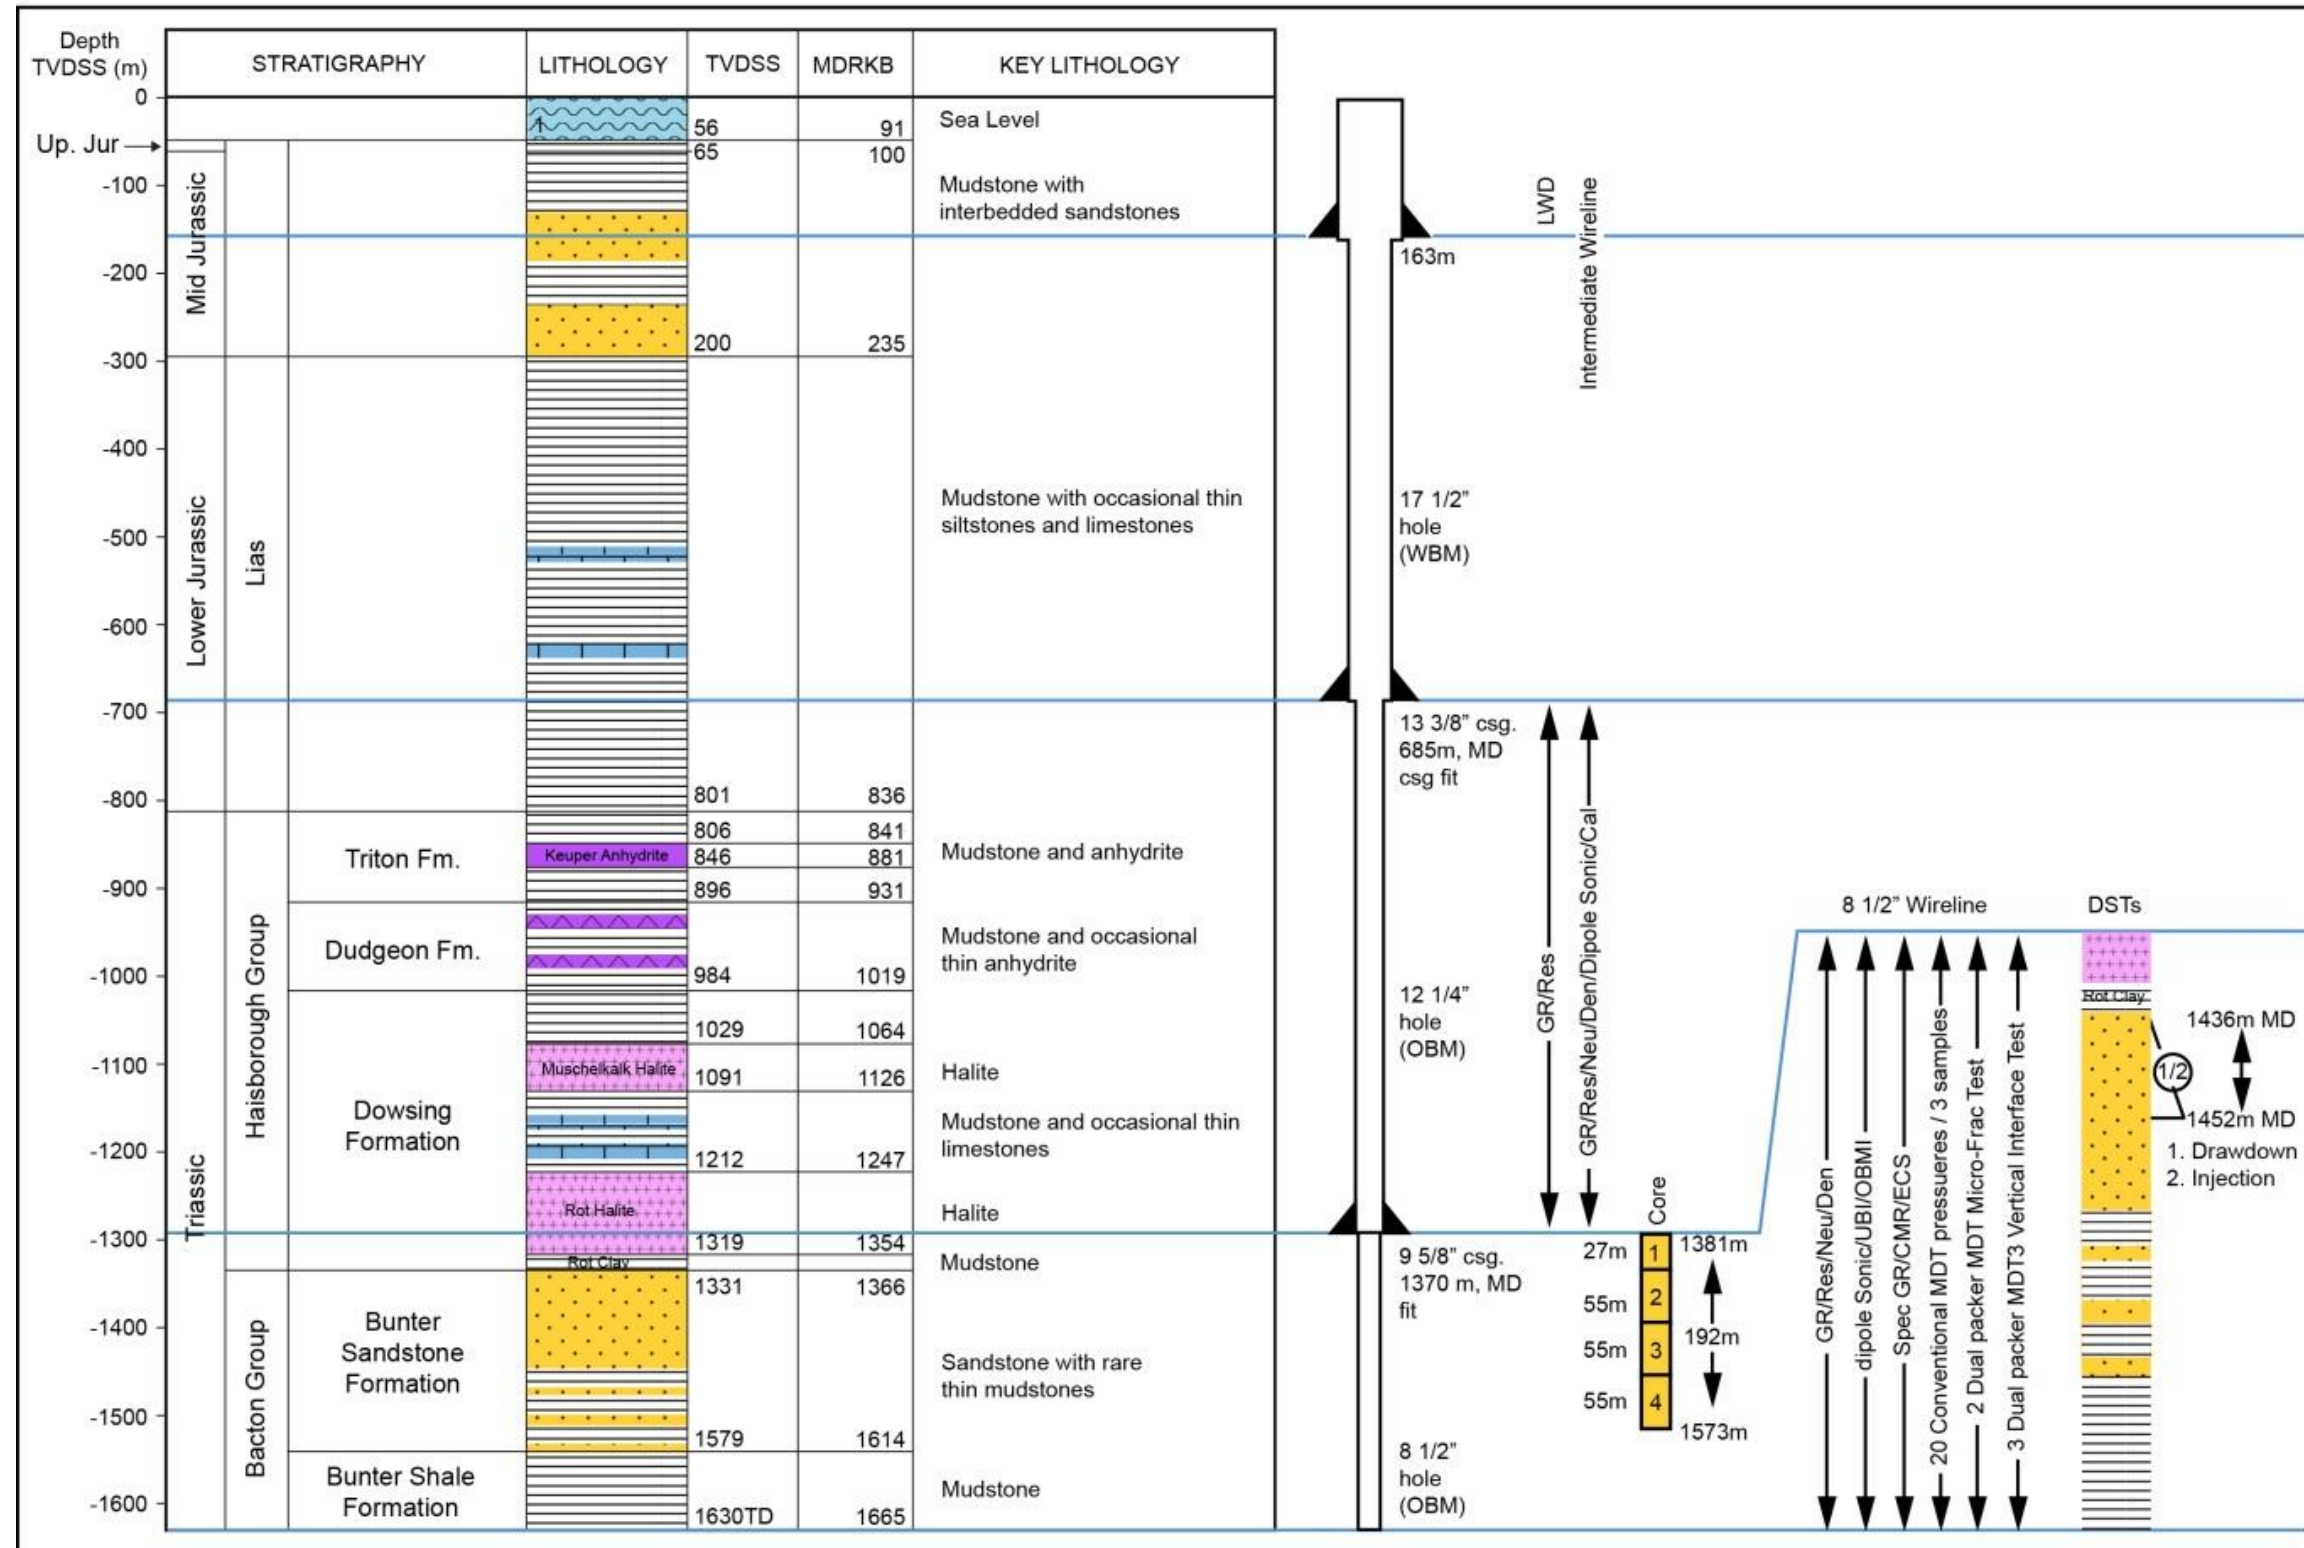 Depth
TVDSS (m)
STRATIGRAPHY
LITHOLOGY
TVDSS
MDRKB
KEY LITHOLOGY
0
Up. Jur
-100
-200
-300
-400
-500
-600
-700
-800
-900
-1000
-1100
-1200
-1300
-1400
-1500
-1600
Mid Jurassic
Lower Jurassic
Triassic
Lias
Haisborough Group
Bacton Group
Triton Fm.
Dudgeon Fm.
Dowsing
Formation
Bunter
Sandstone
Formation
Bunter Shale
Formation
Keuper Anhydrite
Muschelkalk Halite
Rot Halite
Rot Clay
56 91
65 100
200 235
801 836
806 841
846 881
896 931
984 1019
1029 1064
1091 1126
1212 1247
1319 1354
1331 1366
1579 1614
1630TD 1665
Sea Level
Mudstone with
interbedded sandstones
Mudstone with occasional thin
siltstones and limestones
Mudstone and anhydrite
Mudstone and occasional
thin anhydrite
Halite
Mudstone and occasional thin
limestones
Halite
Mudstone
Sandstone with rare
thin mudstones
Mudstone
163m
17 1/2”
hole
(WBM)
13 3/8” csg.
685m, MD
csg fit
12 1/4”
hole
(OBM)
9 5/8” csg.
1370 m, MD
fit
8 1/2”
hole
(OBM)
LWD
Intermediate Wireline
GR/Res
GR/Res/Neu/Den/Dipole Sonic/Cal
Core
27m 1 1381m
55m 2
192m
55m 3
55m 4
1573m
8 1/2” Wireline
GR/Res/Neu/Den
dipole Sonic/UBI/OBMI
Spec GR/CMR/ECS
20 Conventional MDT pressueres / 3 samples
2 Dual packer MDT Micro-Frac Test
3 Dual packer MDT3 Vertical Interface Test
DSTs
Rot Clay
1436m MD
1/2
1452m MD
1. Drawdown
2. Injection